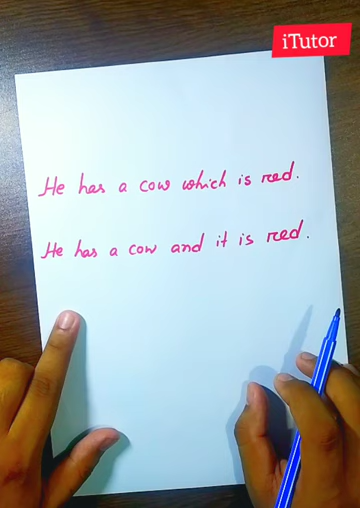 iTutor
He has a cow which is red.
He has a cow and it is red.